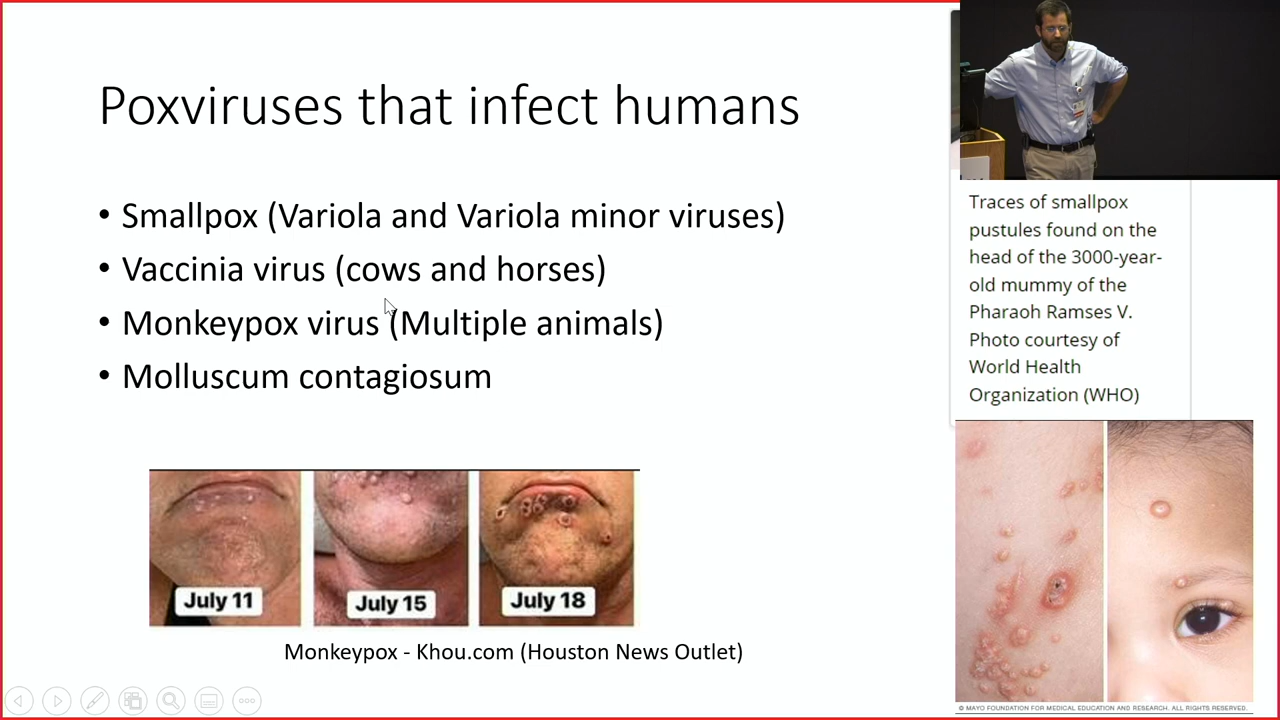 Poxviruses that infect humans
• Smallpox (Variola and Variola minor viruses)
• Vaccinia virus (cows and horses)
• Monkeypox virus (Multiple animals)
• Molluscum contagiosum
July 11
July 15
July 18
Monkeypox - Khou.com (Houston News Outlet)
Traces of smallpox
pustules found on the
head of the 3000-year-
old mummy of the
Pharaoh Ramses V.
Photo courtesy of
World Health
Organization (WHO)
© MAYO FOUNDATION FOR MEDICAL EDUCATION AND RESEARCH. ALL RIGHTS RESERVED.